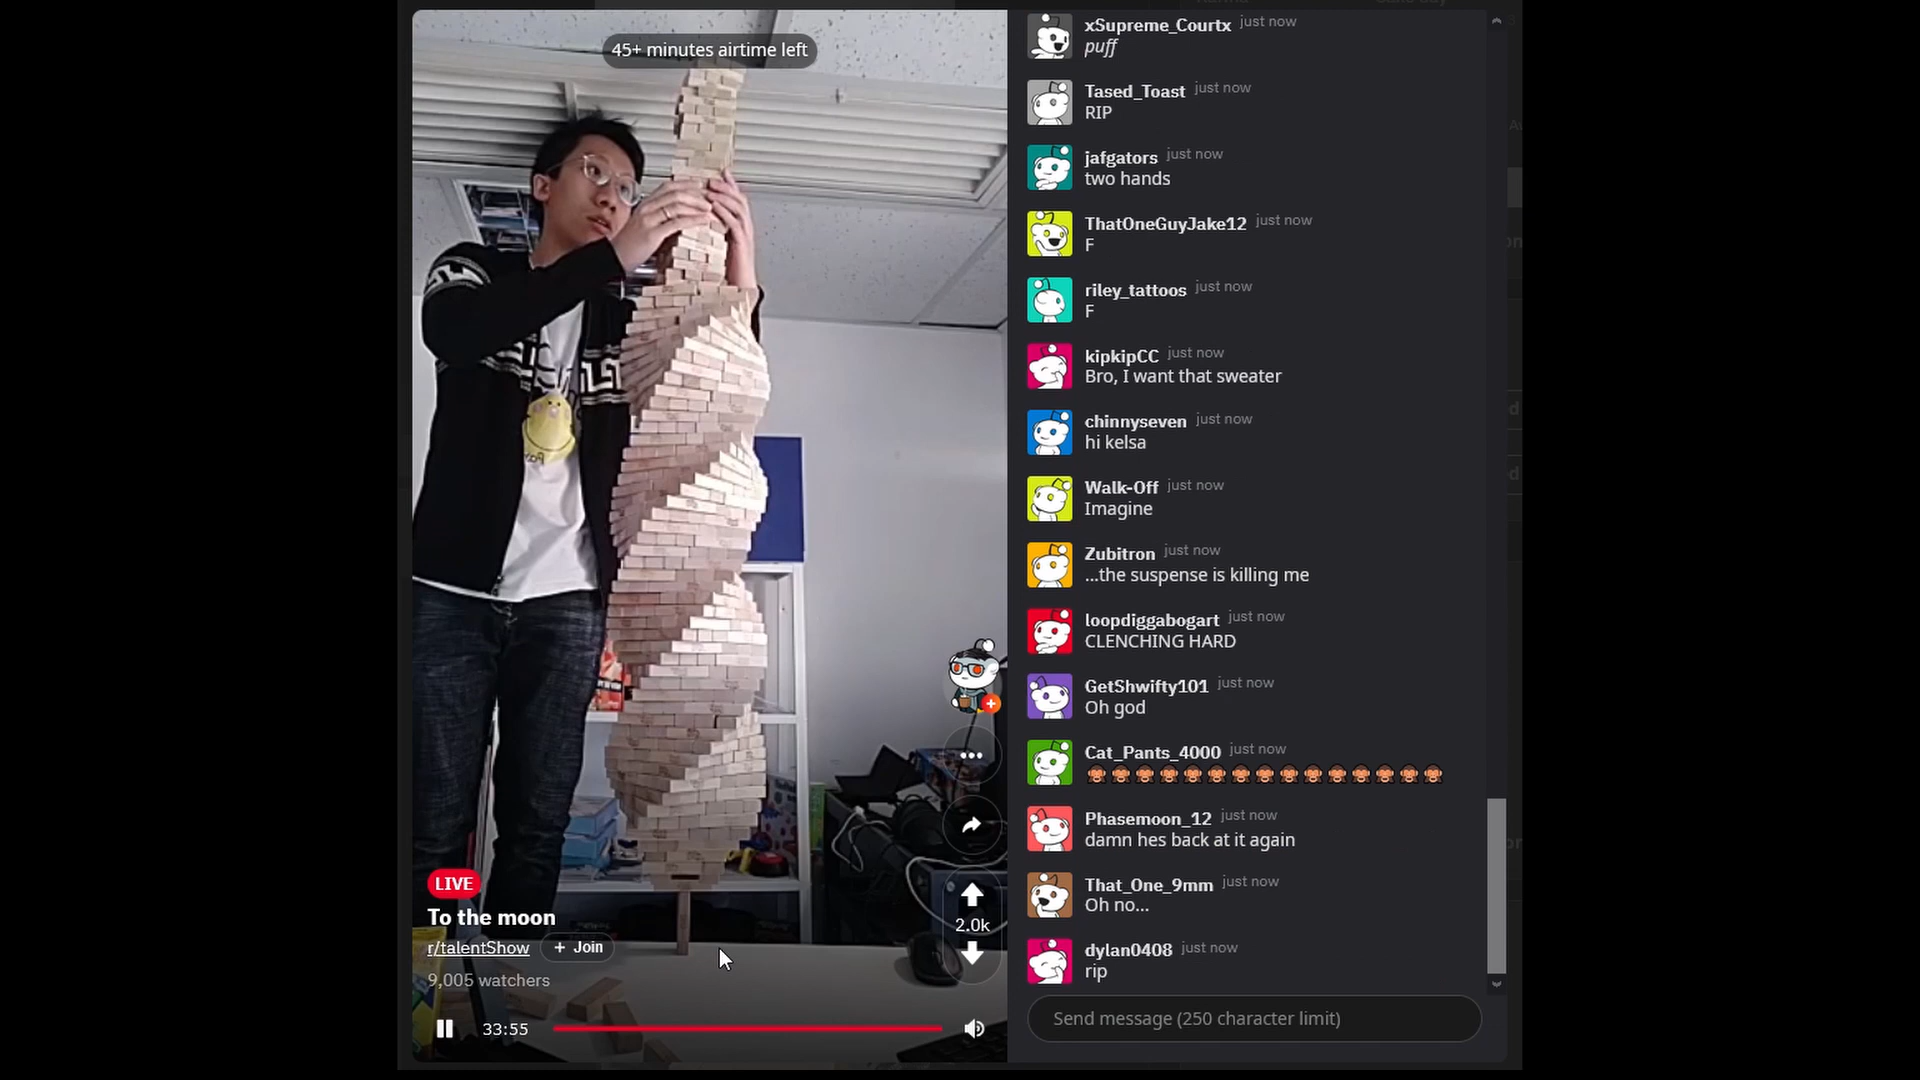 45+ minutes airtime left
LIVE
To the moon
r/talentShow + Join
9,005 watchers
33:55
2.0k
xSupreme_Courtx just now
puff
Tased_Toast just now
RIP
jafgators just now
two hands
ThatOneGuyJake12 just now
F
riley_tattoos just now
F
kipkipCC just now
Bro, I want that sweater
chinnyseven just now
hi kelsa
Walk-Off just now
Imagine
Zubitron just now
...the suspense is killing me
loopdiggabogart just now
CLENCHING HARD
GetShwifty101 just now
Oh god
Cat_Pants_4000 just now
🙊🙊🙊🙊🙊🙊🙊🙊🙊🙊🙊🙊🙊🙊🙊
Phasemoon_12 just now
damn hes back at it again
That_One_9mm just now
Oh no...
dylan0408 just now
rip
Send message (250 character limit)